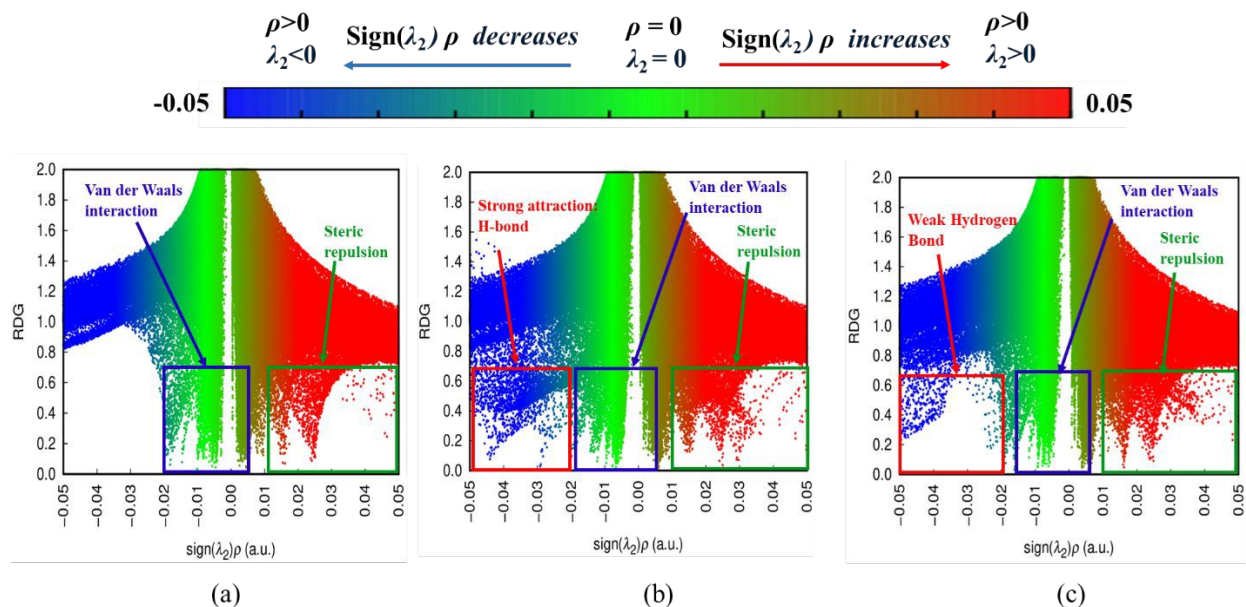 ρ>0
λ₂<0
Sign(λ₂) ρ decreases
ρ = 0
λ₂ = 0
Sign(λ₂) ρ increases
ρ>0
λ₂>0
-0.05
0.05
2.0
1.8
1.6
1.4
1.2
1.0
0.8
0.6
0.4
0.2
0.0
RDG
Van der Waals
interaction
Steric
repulsion
−0.05
−0.04
−0.03
−0.02
−0.01
0.00
0.01
0.02
0.03
0.04
0.05
sign(λ₂)ρ (a.u.)
(a)
2.0
1.8
1.6
1.4
1.2
1.0
0.8
0.6
0.4
0.2
0.0
RDG
Strong attraction:
H-bond
Van der Waals
interaction
Steric
repulsion
−0.05
−0.04
−0.03
−0.02
−0.01
0.00
0.01
0.02
0.03
0.04
0.05
sign(λ₂)ρ (a.u.)
(b)
2.0
1.8
1.6
1.4
1.2
1.0
0.8
0.6
0.4
0.2
0.0
RDG
Weak Hydrogen
Bond
Van der Waals
interaction
Steric
repulsion
−0.05
−0.04
−0.03
−0.02
−0.01
0.00
0.01
0.02
0.03
0.04
0.05
sign(λ₂)ρ (a.u.)
(c)